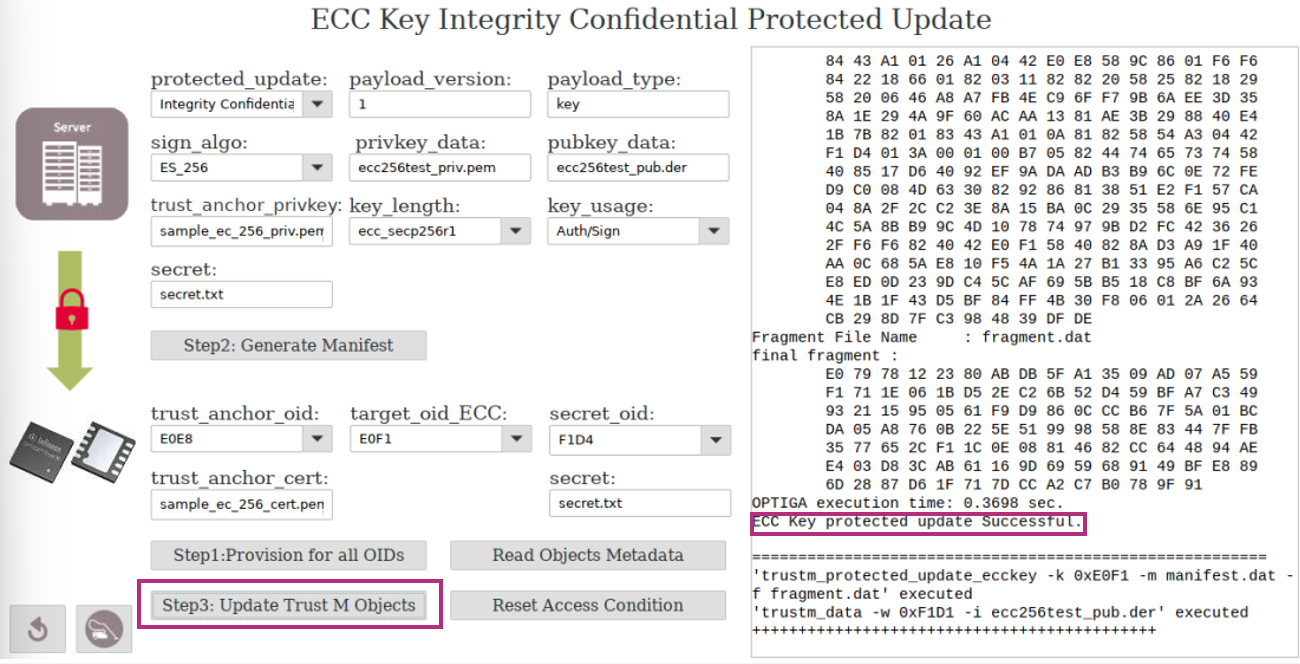 ECC Key Integrity Confidential Protected Update
Server
protected_update: payload_version: payload_type:
Integrity Confidentia 1 key
sign_algo: privkey_data: pubkey_data:
ES_256 ecc256test_priv.pem ecc256test_pub.der
trust_anchor_privkey: key_length: key_usage:
sample_ec_256_priv.pem ecc_secp256r1 Auth/Sign
secret:
secret.txt
Step2: Generate Manifest
trust_anchor_oid: target_oid_ECC: secret_oid:
E0E8 E0F1 F1D4
trust_anchor_cert: secret:
sample_ec_256_cert.pem secret.txt
Step1:Provision for all OIDs Read Objects Metadata
Step3: Update Trust M Objects Reset Access Condition
84 43 A1 01 26 A1 04 42 E0 E8 58 9C 86 01 F6 F6
84 22 18 66 01 82 03 11 82 82 20 58 25 82 18 29
58 20 06 46 A8 A7 FB 4E C9 6F F7 9B 6A EE 3D 35
8A 1E 29 4A 9F 60 AC AA 13 81 AE 3B 29 88 40 E4
1B 7B 82 01 83 43 A1 01 0A 81 82 58 54 A3 04 42
F1 D4 01 3A 00 01 00 B7 05 82 44 74 65 73 74 58
40 85 17 D6 40 92 EF 9A DA AD B3 B9 6C 0E 72 FE
D9 C0 08 4D 63 30 82 92 86 81 38 51 E2 F1 57 CA
04 8A 2F 2C C2 3E 8A 15 BA 0C 29 35 58 6E 95 C1
4C 5A 8B B9 9C 4D 10 78 74 97 9B D2 FC 42 36 26
2F F6 F6 82 40 42 E0 F1 58 40 82 8A D3 A9 1F 40
AA 0C 68 5A E8 10 F5 4A 1A 27 B1 33 95 A6 C2 5C
E8 ED 0D 23 9D C4 5C AF 69 5B B5 18 C8 BF 6A 93
4E 1B 1F 43 D5 BF 84 FF 4B 30 F8 06 01 2A 26 64
CB 29 8D 7F C3 98 48 39 DF DE
Fragment File Name : fragment.dat
final fragment :
E0 79 78 12 23 80 AB DB 5F A1 35 09 AD 07 A5 59
F1 71 1E 06 1B D5 2E C2 6B 52 D4 59 BF A7 C3 49
93 21 15 95 05 61 F9 D9 86 0C CC B6 7F 5A 01 BC
DA 05 A8 76 0B 22 5E 51 99 98 58 8E 83 44 7F FB
35 77 65 2C F1 1C 0E 08 81 46 82 CC 64 48 94 AE
E4 03 D8 3C AB 61 16 9D 69 59 68 91 49 BF E8 89
6D 28 87 D6 1F 71 7D CC A2 C7 B0 78 9F 91
OPTIGA execution time: 0.3698 sec.
ECC Key protected update Successful.
========================================================
'trustm_protected_update_ecckey -k 0xE0F1 -m manifest.dat -
f fragment.dat' executed
'trustm_data -w 0xF1D1 -i ecc256test_pub.der' executed
++++++++++++++++++++++++++++++++++++++++++++